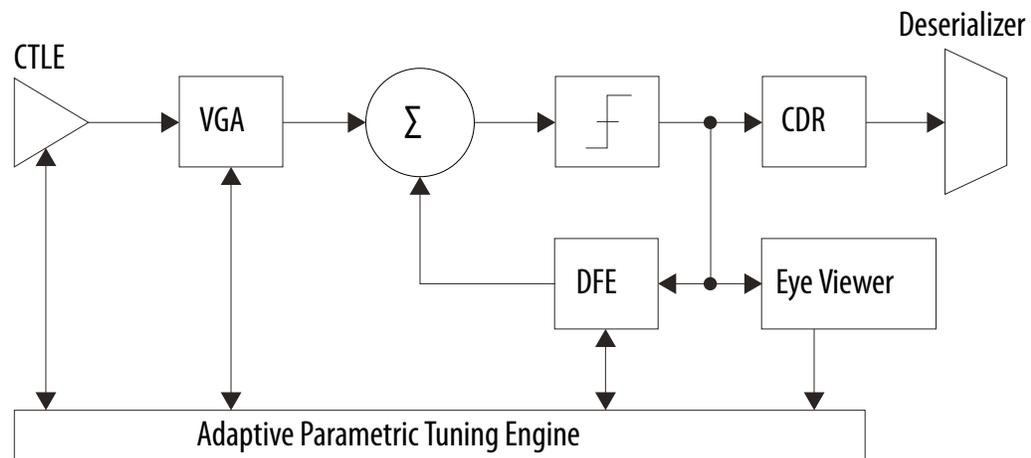 Deserializer
CTLE
VGA
Σ
CDR
DFE
Eye Viewer
Adaptive Parametric Tuning Engine